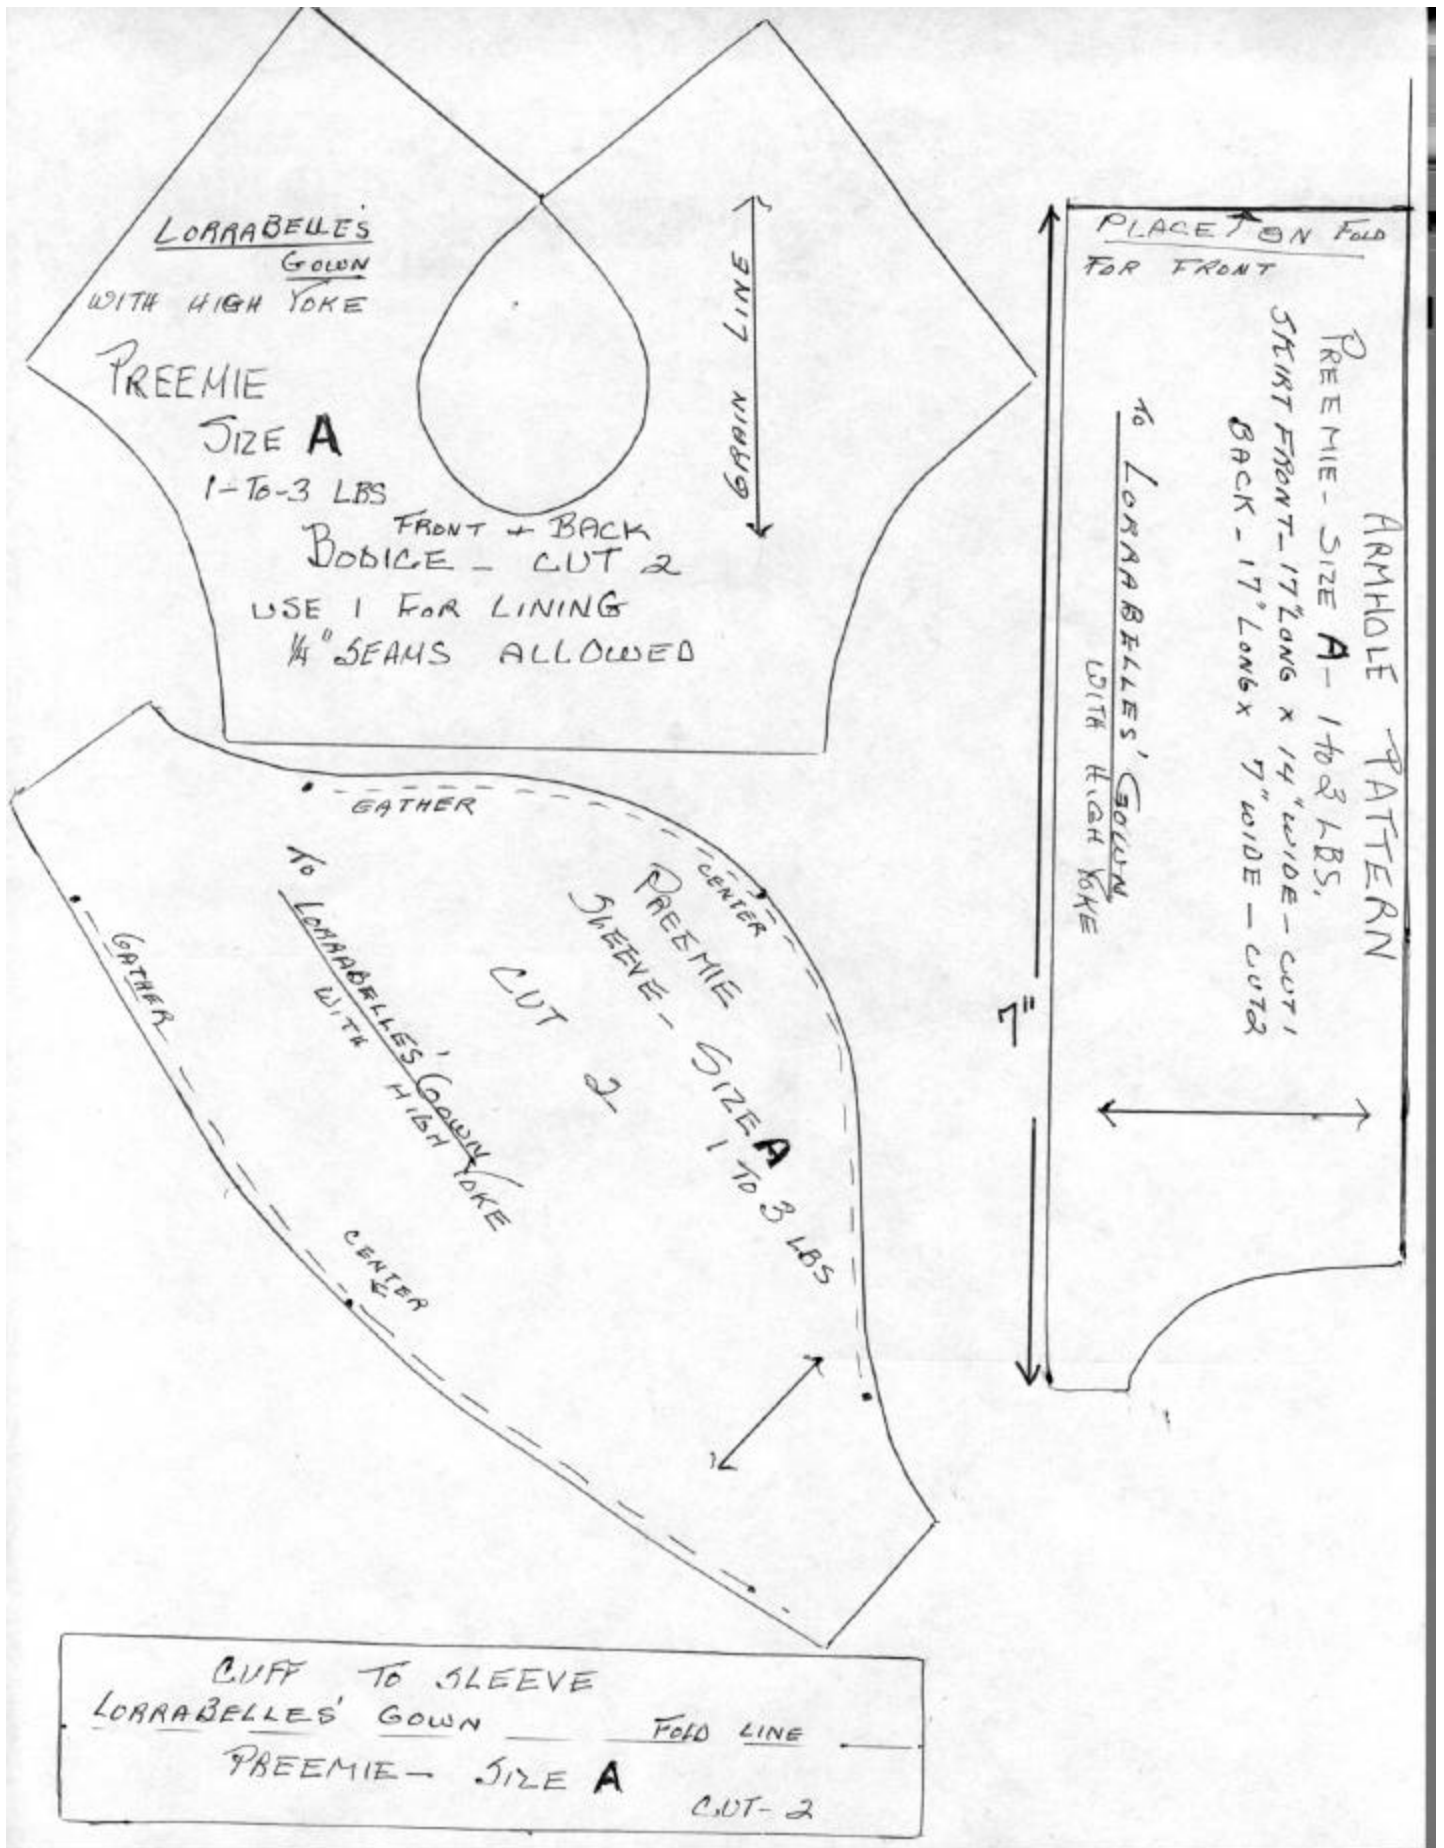 LORRABELLE'S
GOWN
WITH HIGH YOKE
PREEMIE
SIZE A
1-TO-3 LBS
FRONT + BACK
BODICE - CUT 2
USE 1 FOR LINING
1/4" SEAMS ALLOWED
GRAIN LINE
PLACE ON FOLD
FOR FRONT
ARMHOLE PATTERN
PREEMIE - SIZE A - 1 to 3 LBS.
SKIRT FRONT - 17" LONG x 14" WIDE - CUT 1
BACK - 17" LONG x 7" WIDE - CUT 2
To LORRABELLES' GOWN
WITH HIGH YOKE
7"
GATHER
CENTER
PREEMIE
SLEEVE - SIZE A
1 TO 3 LBS
CUT 2
To LORRABELLES' GOWN
WITH HIGH YOKE
GATHER
CENTER
CUFF TO SLEEVE
LORRABELLES' GOWN FOLD LINE
PREEMIE - SIZE A
CUT - 2